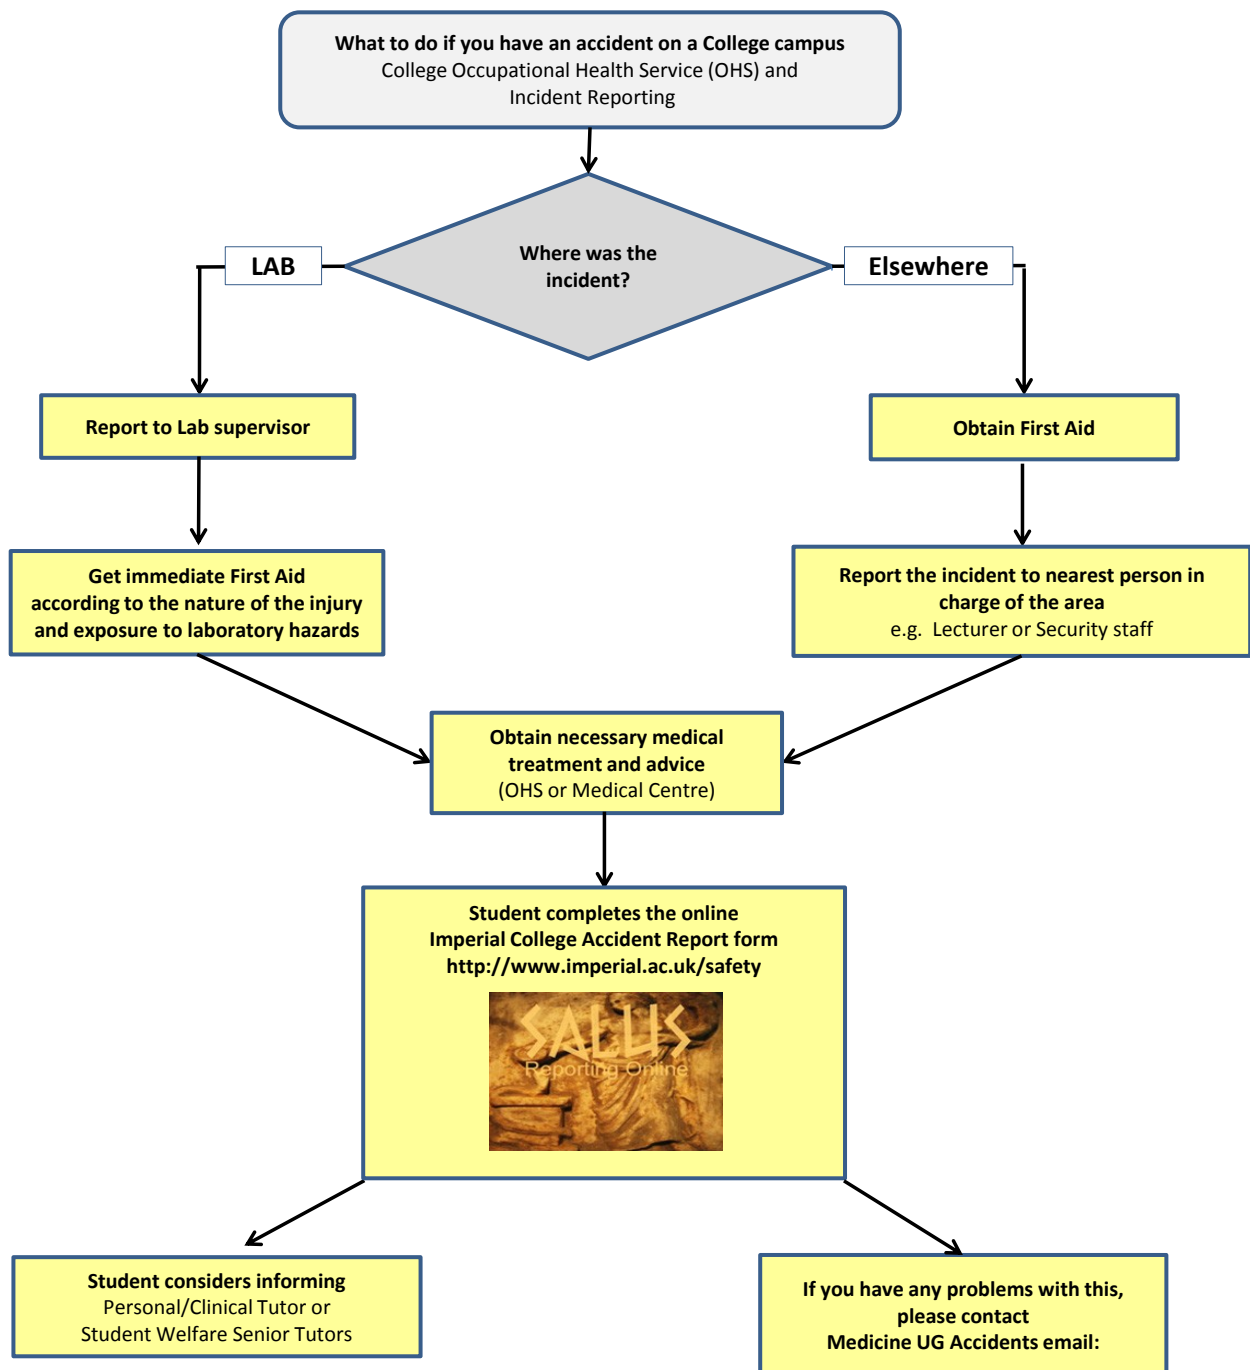 What to do if you have an accident on a College campus
College Occupational Health Service (OHS) and
Incident Reporting
Where was the
incident?
LAB
Elsewhere
Report to Lab supervisor
Obtain First Aid
Get immediate First Aid
according to the nature of the injury
and exposure to laboratory hazards
Report the incident to nearest person in
charge of the area
e.g. Lecturer or Security staff
Obtain necessary medical
treatment and advice
(OHS or Medical Centre)
Student completes the online
Imperial College Accident Report form
http://www.imperial.ac.uk/safety
SALUS
Reporting Online
Student considers informing
Personal/Clinical Tutor or
Student Welfare Senior Tutors
If you have any problems with this,
please contact
Medicine UG Accidents email: